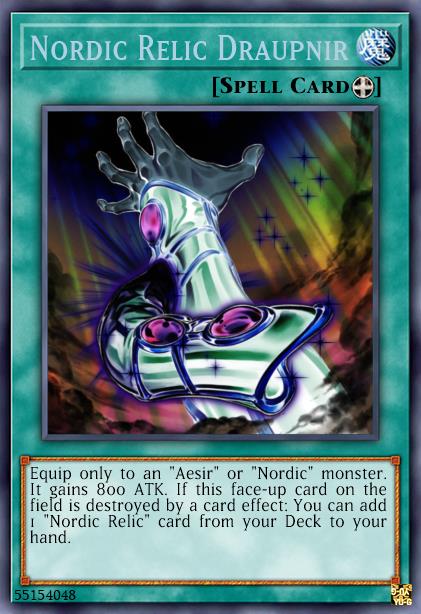 Nordic Relic Draupnir
魔
[Spell Card]
Equip only to an "Aesir" or "Nordic" monster.
It gains 800 ATK. If this face-up card on the
field is destroyed by a card effect: You can add
1 "Nordic Relic" card from your Deck to your
hand.
55154048